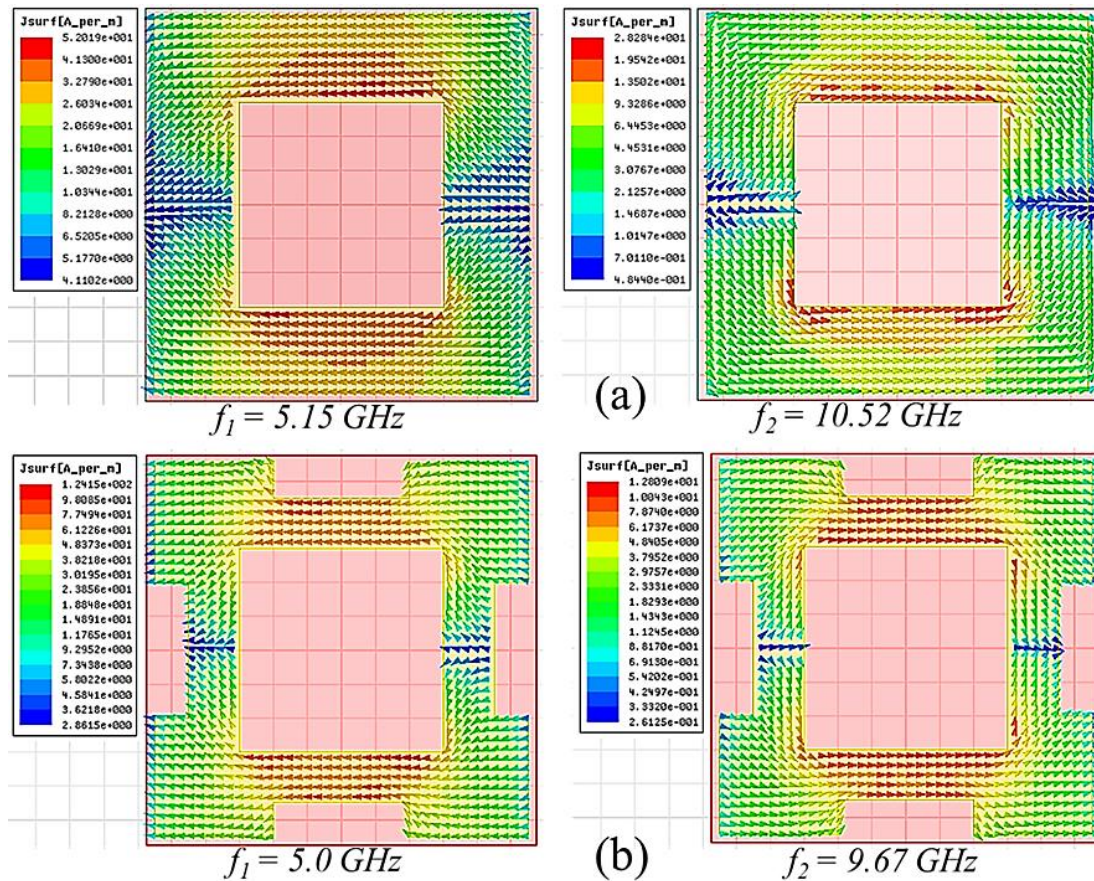 Jsurf[A_per_m]
5.2019e+001
4.1300e+001
3.2790e+001
2.6034e+001
2.0669e+001
1.6410e+001
1.3029e+001
1.0344e+001
8.2128e+000
6.5205e+000
5.1770e+000
4.1102e+000
Jsurf[A_per_m]
2.8284e+001
1.9542e+001
1.3502e+001
9.3286e+000
6.4453e+000
4.4531e+000
3.0767e+000
2.1257e+000
1.4687e+000
1.0147e+000
7.0110e-001
4.8440e-001
f1 = 5.15 GHz
(a)
f2 = 10.52 GHz
Jsurf[A_per_m]
1.2415e+002
9.8085e+001
7.7494e+001
6.1226e+001
4.8373e+001
3.8218e+001
3.0195e+001
2.3856e+001
1.8848e+001
1.4891e+001
1.1765e+001
9.2952e+000
7.3438e+000
5.8022e+000
4.5841e+000
3.6218e+000
2.8615e+000
Jsurf[A_per_m]
1.2809e+001
1.0043e+001
7.8740e+000
6.1737e+000
4.8405e+000
3.7952e+000
2.9757e+000
2.3331e+000
1.8293e+000
1.4343e+000
1.1245e+000
8.8170e-001
6.9130e-001
5.4202e-001
4.2497e-001
3.3320e-001
2.6125e-001
f1 = 5.0 GHz
(b)
f2 = 9.67 GHz